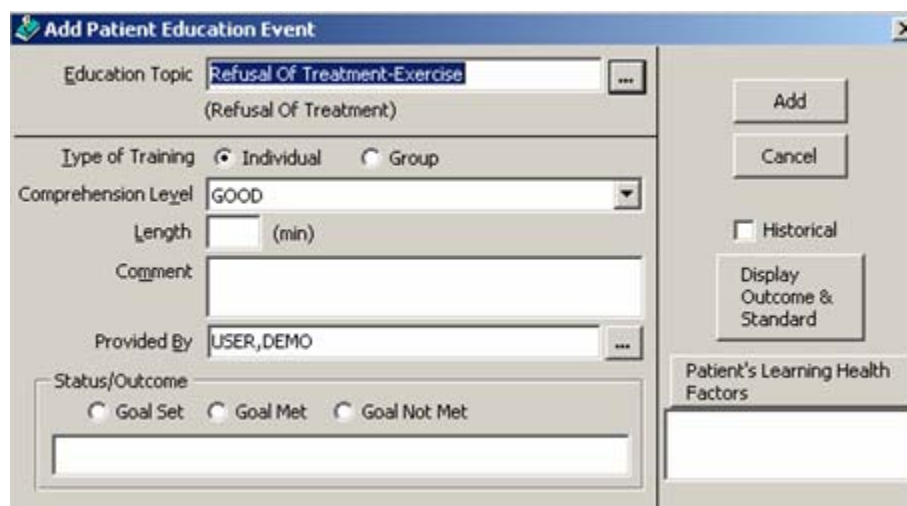 Add Patient Education Event
Education Topic Refusal Of Treatment-Exercise ...
(Refusal Of Treatment)
Add
Type of Training Individual Group
Cancel
Comprehension Level GOOD
Length (min)
Historical
Comment
Display
Outcome &
Standard
Provided By USER,DEMO ...
Patient's Learning Health
Factors
Status/Outcome
Goal Set Goal Met Goal Not Met